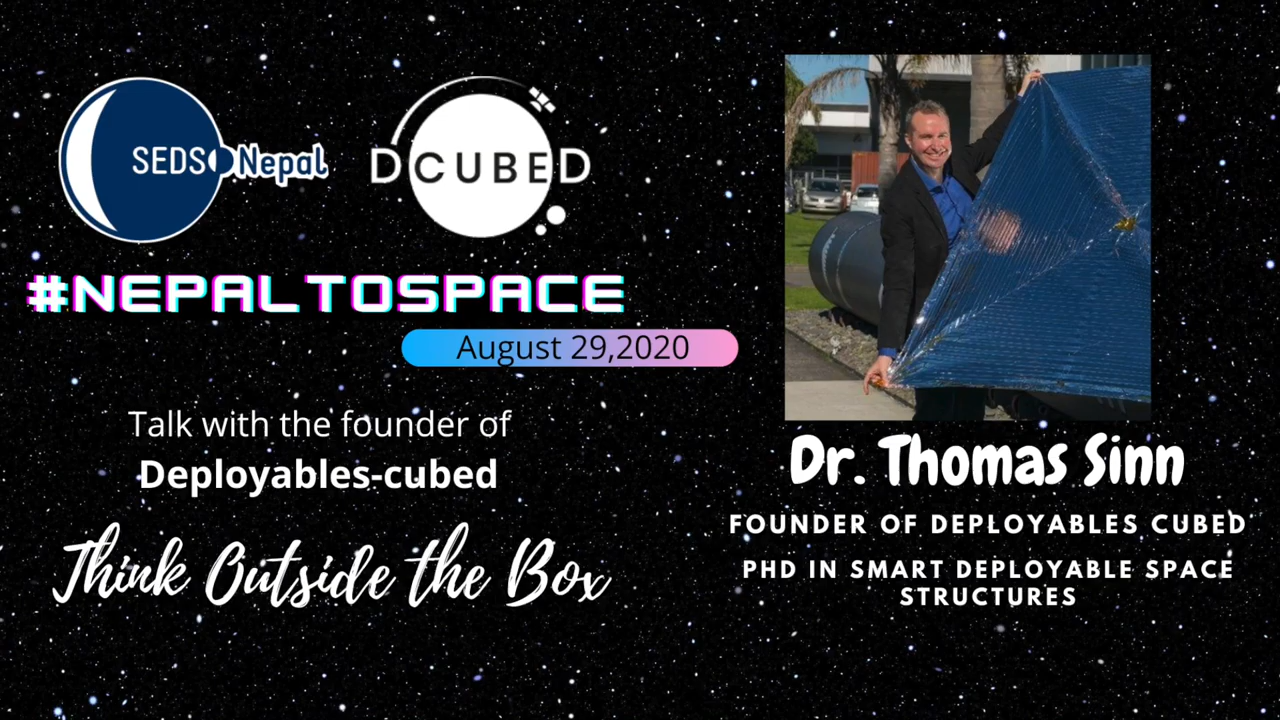 SEDS Nepal
DCUBED
#NEPALTOSPACE
August 29,2020
Talk with the founder of
Deployables-cubed
Think Outside the Box
Dr. Thomas Sinn
FOUNDER OF DEPLOYABLES CUBED
PHD IN SMART DEPLOYABLE SPACE
STRUCTURES